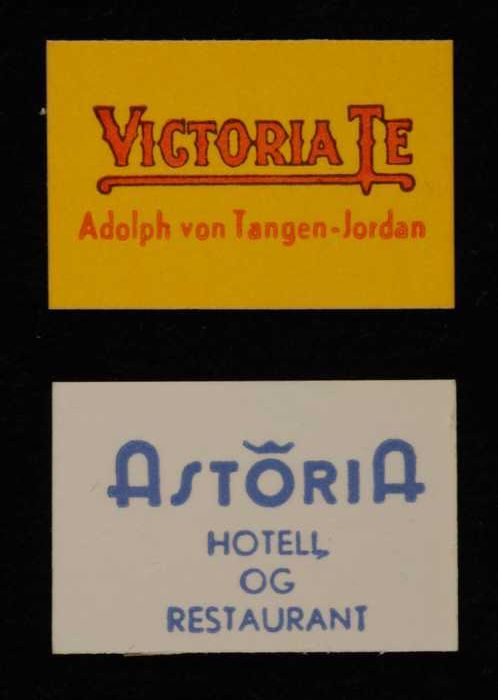 VICTORIA TE
Adolph von Tangen-Jordan
ASTORIA
HOTELL
OG
RESTAURANT